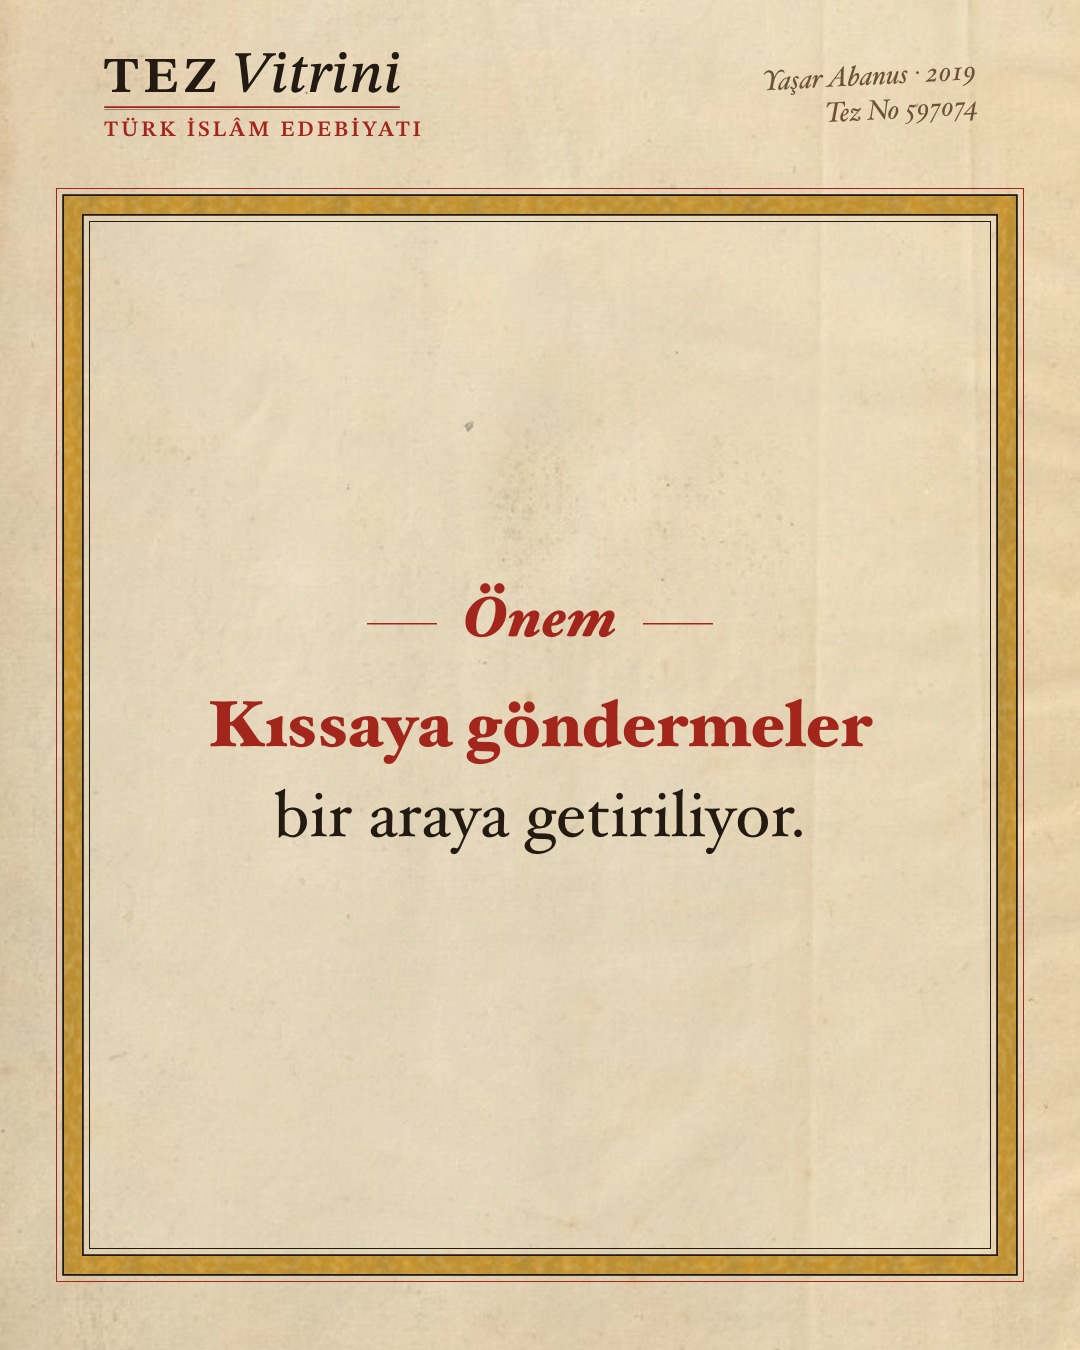 TEZ Vitrini
TÜRK İSLÂM EDEBİYATI
Yaşar Abanus · 2019
Tez No 597074
Önem
Kıssaya göndermeler
bir araya getiriliyor.